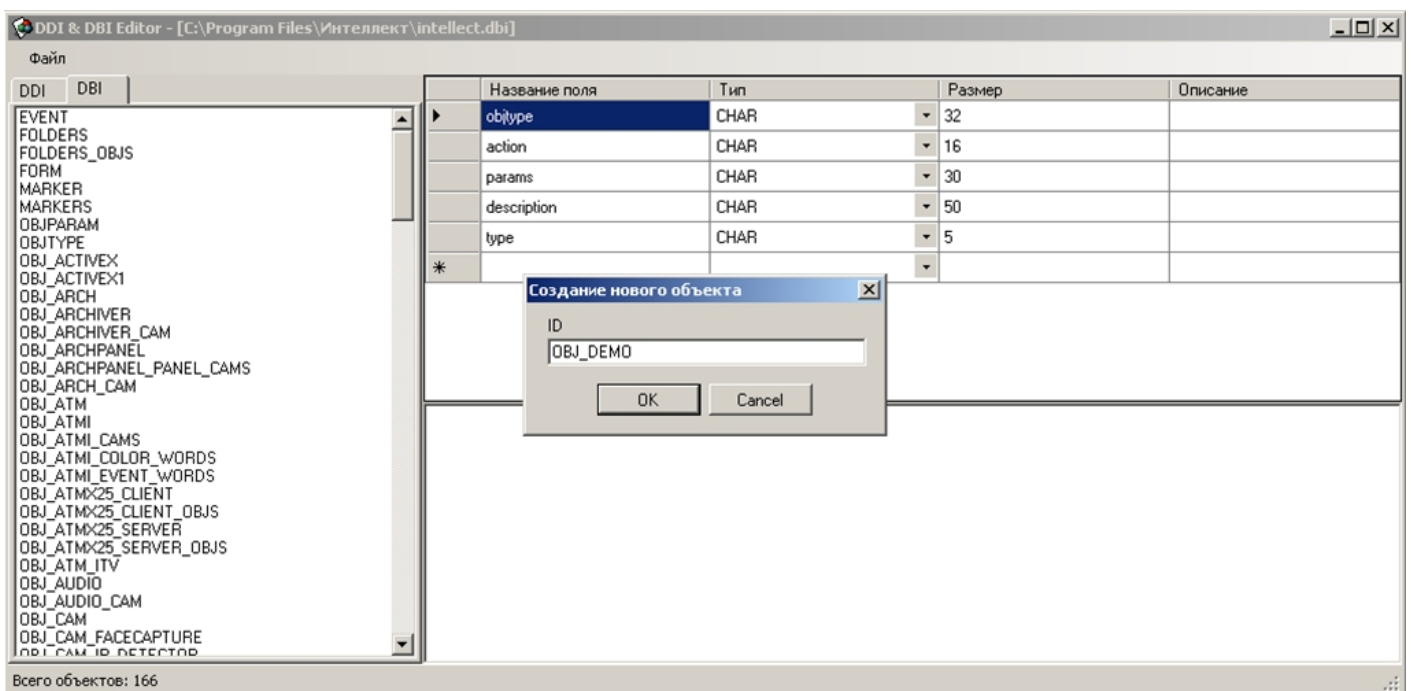 DDI & DBI Editor - [C:\Program Files\Интеллект\intellect.dbi]
Файл
DDI DBI
EVENT
FOLDERS
FOLDERS_OBJS
FORM
MARKER
MARKERS
OBJPARAM
OBJTYPE
OBJ_ACTIVEX
OBJ_ACTIVEX1
OBJ_ARCH
OBJ_ARCHIVER
OBJ_ARCHIVER_CAM
OBJ_ARCHPANEL
OBJ_ARCHPANEL_PANEL_CAMS
OBJ_ARCH_CAM
OBJ_ATM
OBJ_ATMI
OBJ_ATMI_CAMS
OBJ_ATMI_COLOR_WORDS
OBJ_ATMI_EVENT_WORDS
OBJ_ATMX25_CLIENT
OBJ_ATMX25_CLIENT_OBJS
OBJ_ATMX25_SERVER
OBJ_ATMX25_SERVER_OBJS
OBJ_ATM_ITV
OBJ_AUDIO
OBJ_AUDIO_CAM
OBJ_CAM
OBJ_CAM_FACECAPTURE
OBJ_CAM_IR_DETECTOR
Название поля Тип Размер Описание
objtype CHAR 32
action CHAR 16
params CHAR 30
description CHAR 50
type CHAR 5
Создание нового объекта
ID
OBJ_DEMO
OK Cancel
Всего объектов: 166